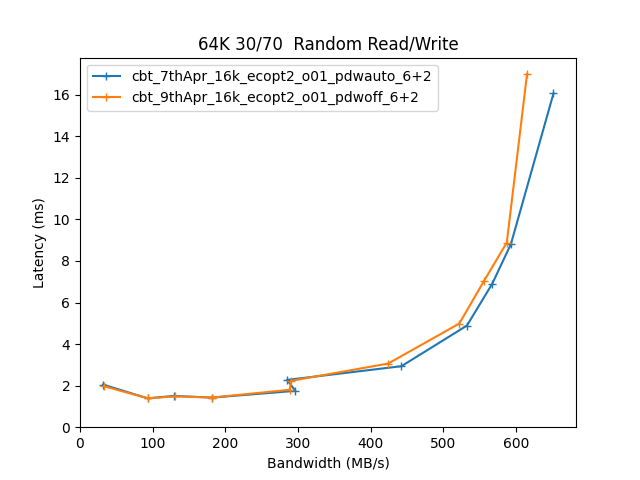 64K 30/70  Random Read/Write
cbt_7thApr_16k_ecopt2_o01_pdwauto_6+2
cbt_9thApr_16k_ecopt2_o01_pdwoff_6+2
16
14
12
10
8
6
4
2
0
Latency (ms)
0 100 200 300 400 500 600
Bandwidth (MB/s)